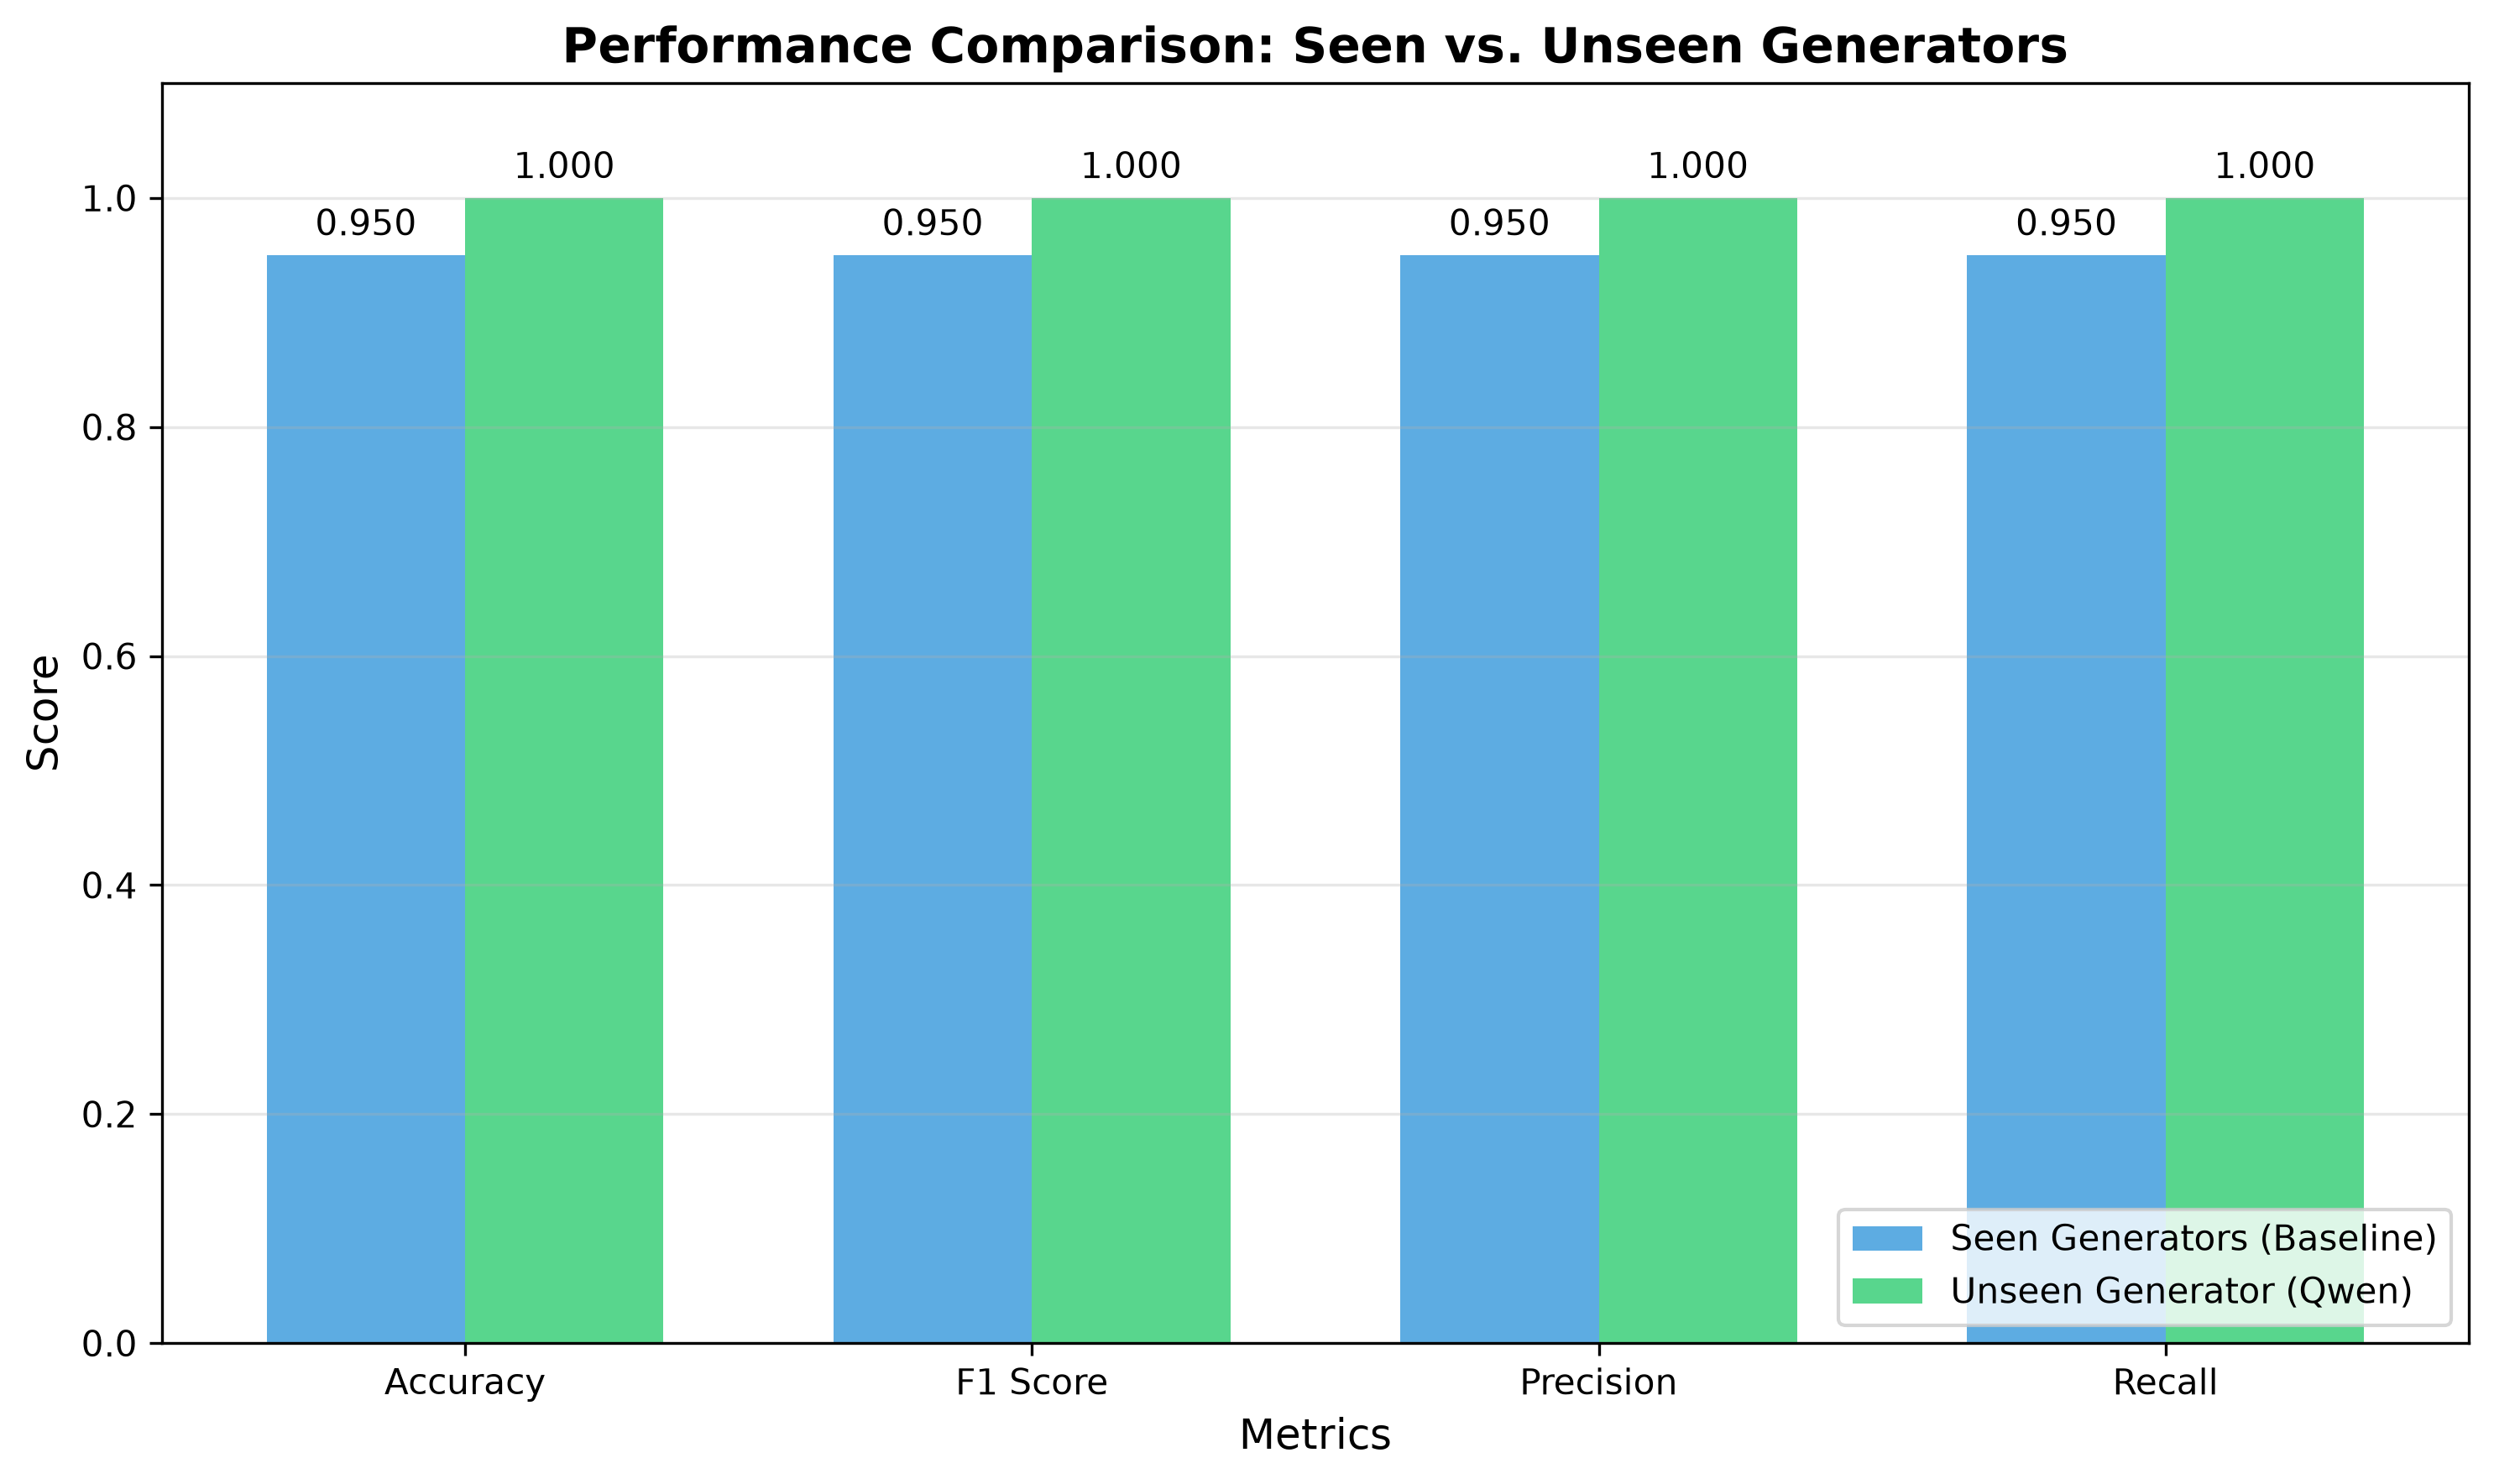 Performance Comparison: Seen vs. Unseen Generators
1.000
1.000
1.000
1.000
0.950
0.950
0.950
0.950
1.0
0.8
0.6
0.4
0.2
0.0
Score
Seen Generators (Baseline)
Unseen Generator (Qwen)
Accuracy
F1 Score
Precision
Recall
Metrics